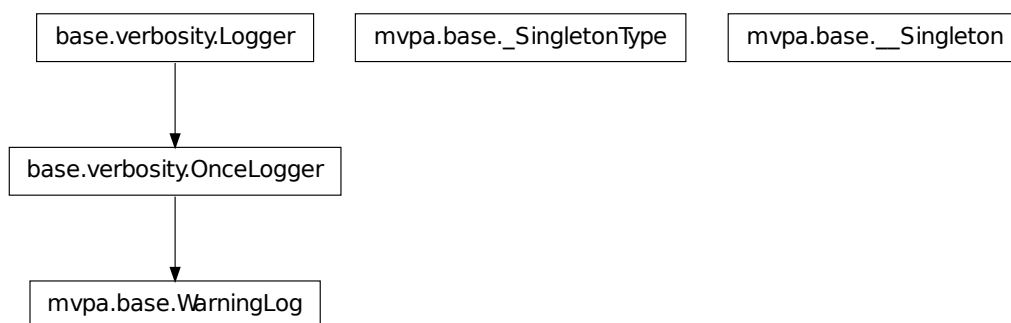 base.verbosity.Logger
mvpa.base._SingletonType
mvpa.base.__Singleton
base.verbosity.OnceLogger
mvpa.base.WarningLog